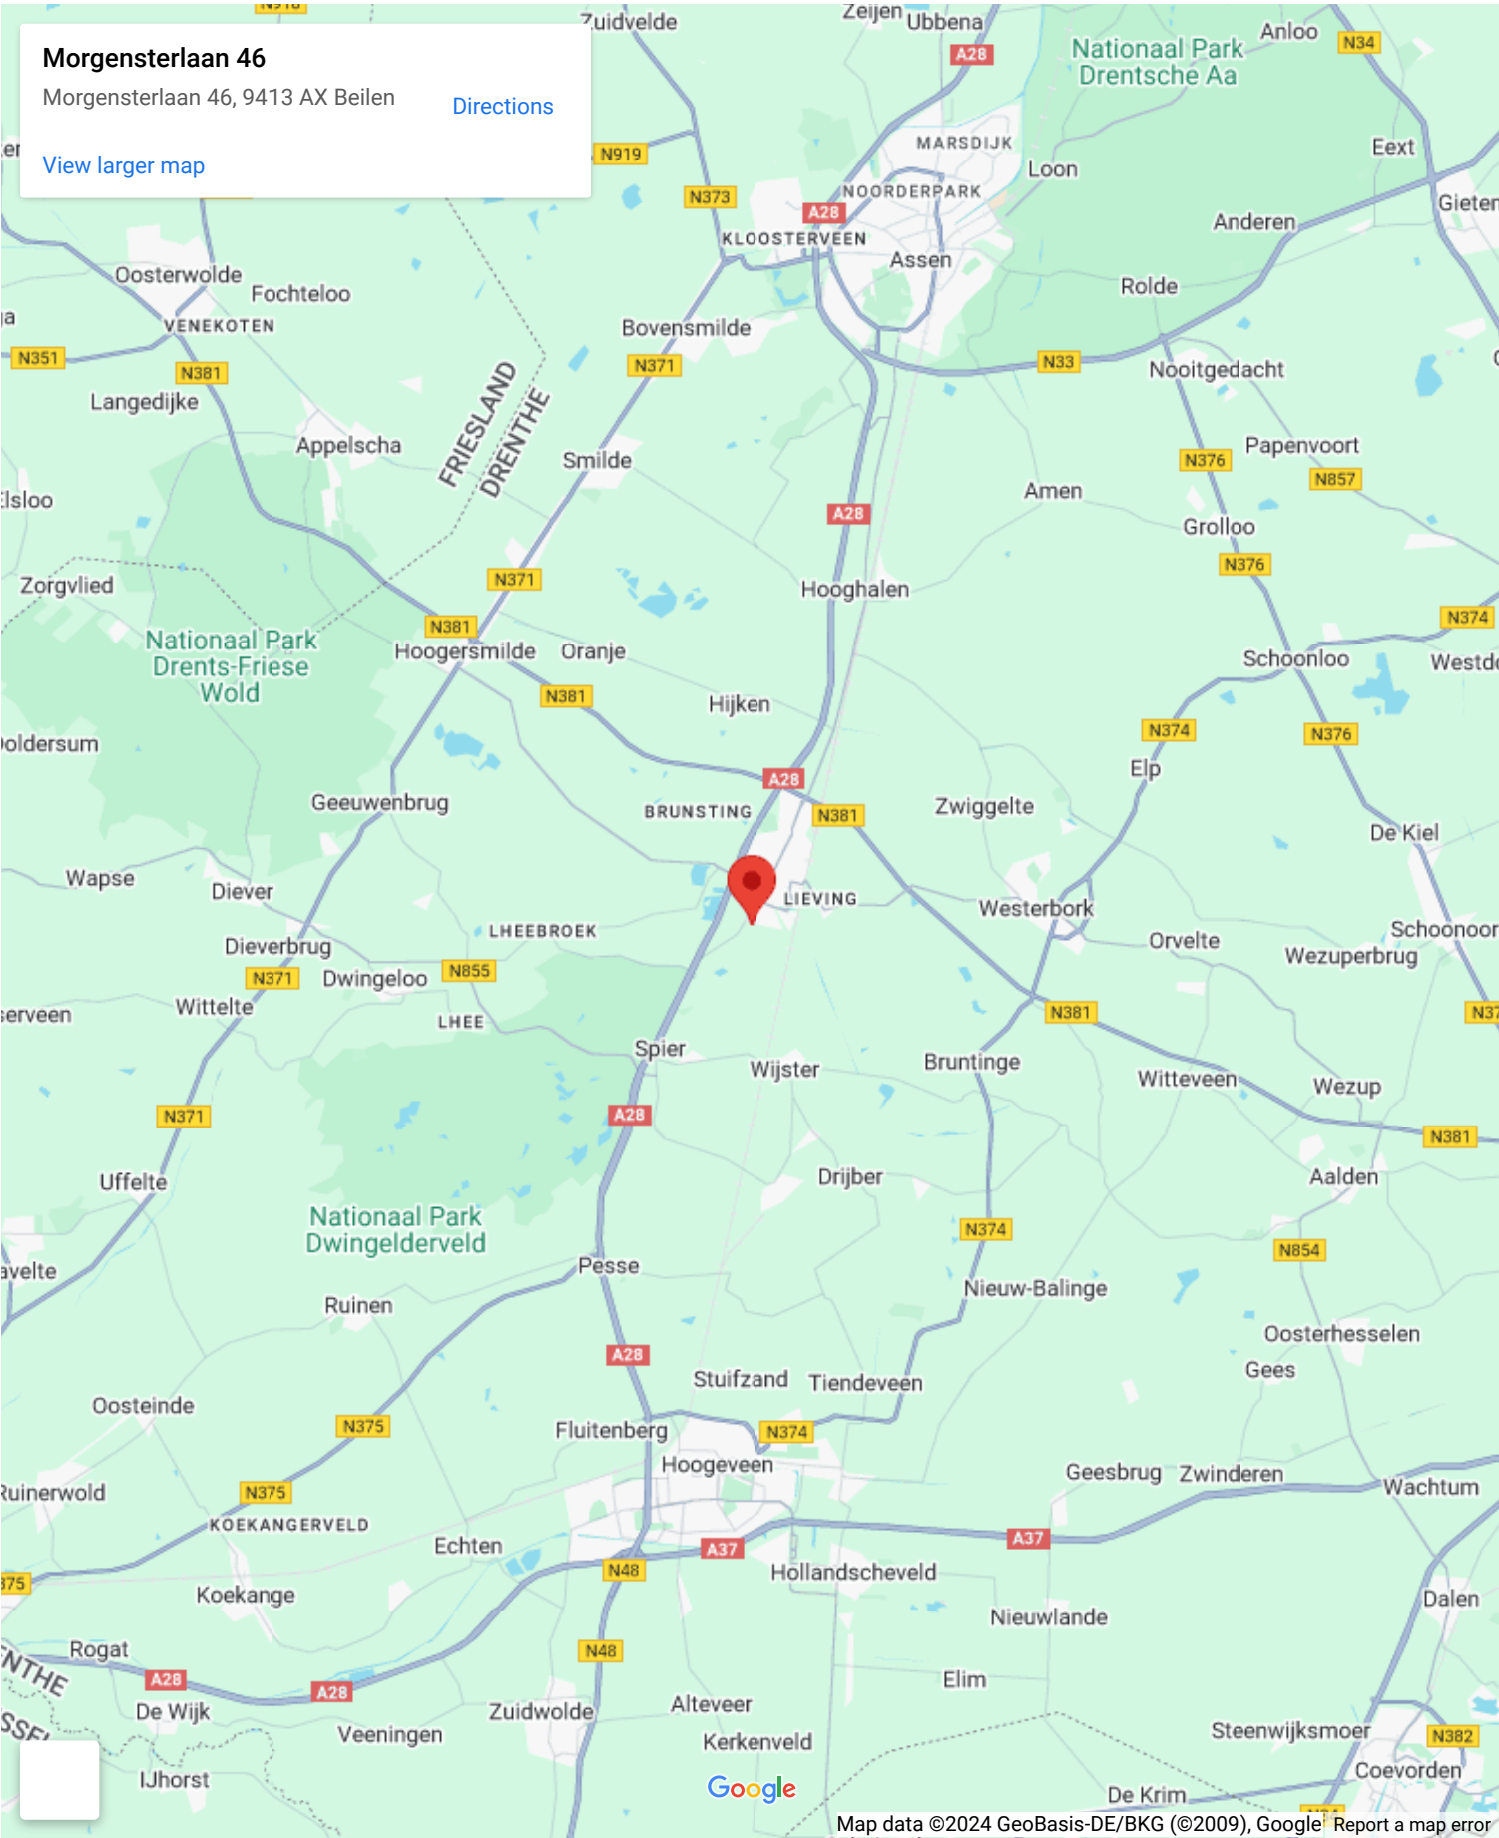 N918
Zuidvelde
Zeijen
Ubbena
Anloo
N34
A28
Nationaal Park
Drentsche Aa
Morgensterlaan 46
Morgensterlaan 46, 9413 AX Beilen
Directions
View larger map
N919
MARSDIJK
Loon
Eext
N373
NOORDERPARK
A28
Gieten
KLOOSTERVEEN
Anderen
Assen
Oosterwolde
Fochteloo
Rolde
VENEKOTEN
Bovensmilde
N351
N381
N371
N33
Nooitgedacht
Langedijke
FRIESLAND
DRENTHE
Appelscha
Smilde
N376
Papenvoort
N857
Amen
A28
Grolloo
N376
N371
Zorgvlied
Hooghalen
N381
N374
Nationaal Park
Drents-Friese
Wold
Hoogersmilde
Oranje
Schoonloo
N381
Hijken
N374
N376
Elp
A28
Geeuwenbrug
BRUNSTING
N381
Zwiggelte
De Kiel
Wapse
Diever
LIEVING
Westerbork
LHEEBROEK
Orvelte
Dieverbrug
Wezuperbrug
N371
Dwingeloo
N855
Wittelte
LHEE
N381
Spier
Wijster
Bruntinge
Witteveen
Wezup
N371
A28
N381
Uffelte
Drijber
Aalden
Nationaal Park
Dwingelderveld
N374
N854
Pesse
Nieuw-Balinge
Ruinen
Oosterhesselen
A28
Gees
Stuifzand
Tiendeveen
Oosteinde
N375
Fluitenberg
N374
Hoogeveen
Geesbrug
Zwinderen
Wachtum
N375
KOEKANGERVELD
Echten
A37
A37
N48
Hollandscheveld
Koekange
Dalen
Nieuwlande
Rogat
N48
A28
A28
Elim
De Wijk
Zuidwolde
Alteveer
Veeningen
Kerkenveld
Steenwijksmoer
N382
IJhorst
Coevorden
Google
De Krim
Map data ©2024 GeoBasis-DE/BKG (©2009), Google
Report a map error